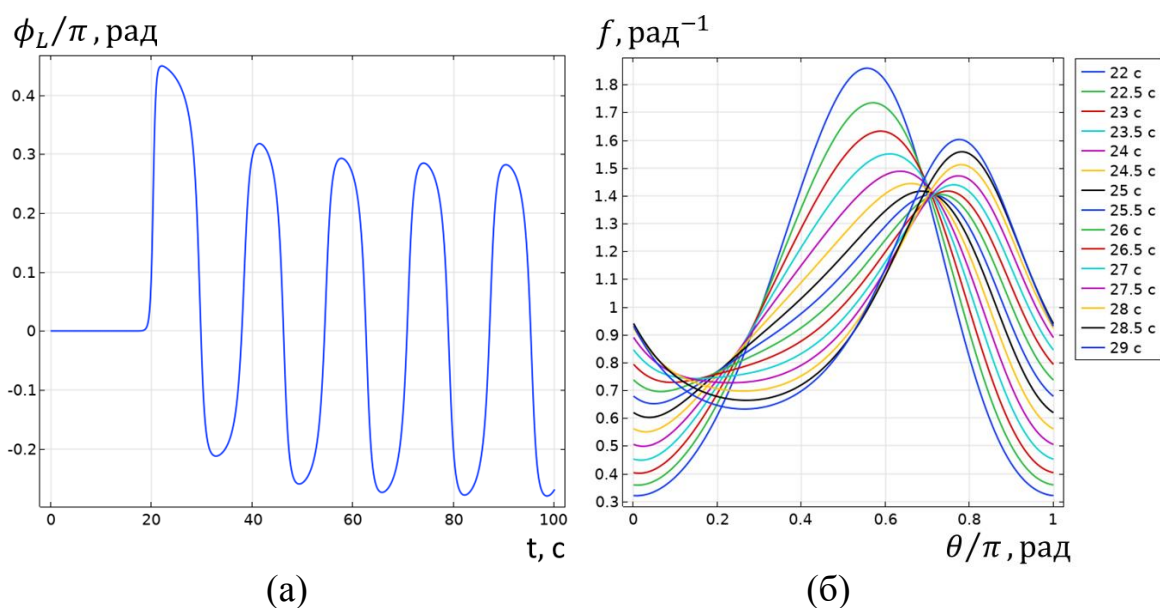 ϕ_L/π , рад
0.4
0.3
0.2
0.1
0
-0.1
-0.2
0
20
40
60
80
100
t, c
(а)
f, рад⁻¹
1.8
1.7
1.6
1.5
1.4
1.3
1.2
1.1
1
0.9
0.8
0.7
0.6
0.5
0.4
0.3
0
0.2
0.4
0.6
0.8
1
θ/π , рад
(б)
22 c
22.5 c
23 c
23.5 c
24 c
24.5 c
25 c
25.5 c
26 c
26.5 c
27 c
27.5 c
28 c
28.5 c
29 c